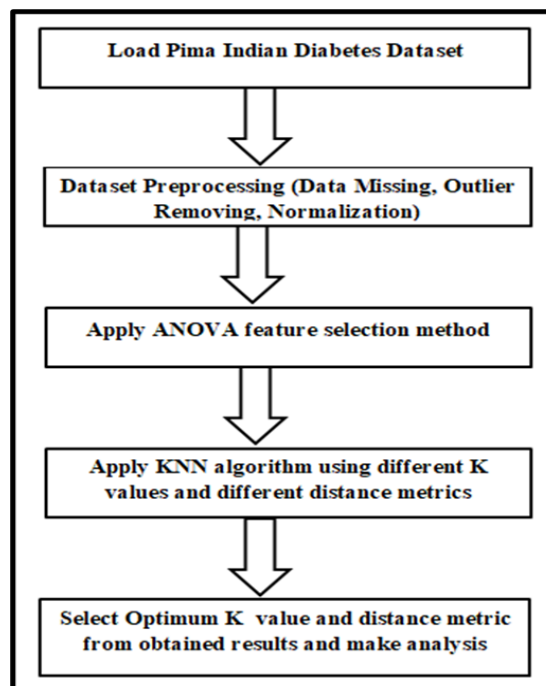 Load Pima Indian Diabetes Dataset
Dataset Preprocessing (Data Missing, Outlier
Removing, Normalization)
Apply ANOVA feature selection method
Apply KNN algorithm using different K
values and different distance metrics
Select Optimum K value and distance metric
from obtained results and make analysis